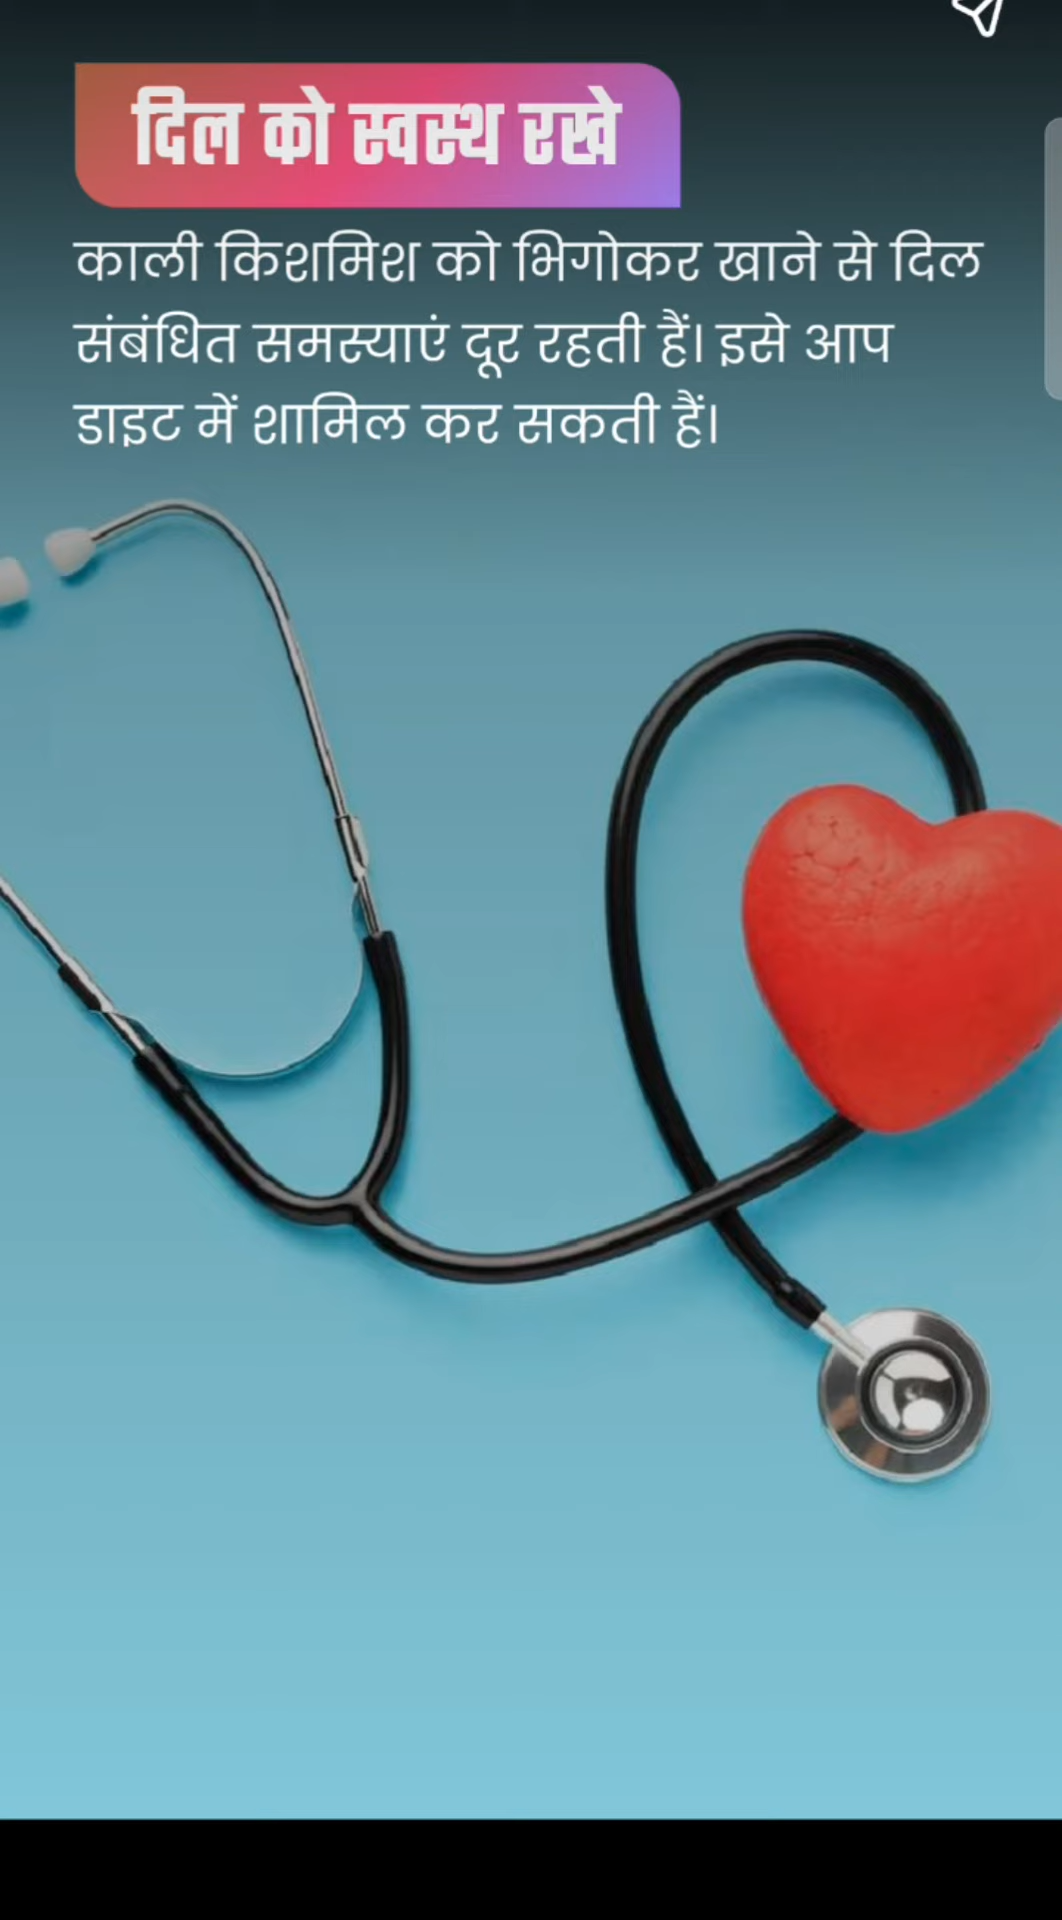 दिल को स्वस्थ रखे
काली किशमिश को भिगोकर खाने से दिल
संबंधित समस्याएं दूर रहती हैं। इसे आप
डाइट में शामिल कर सकती हैं।